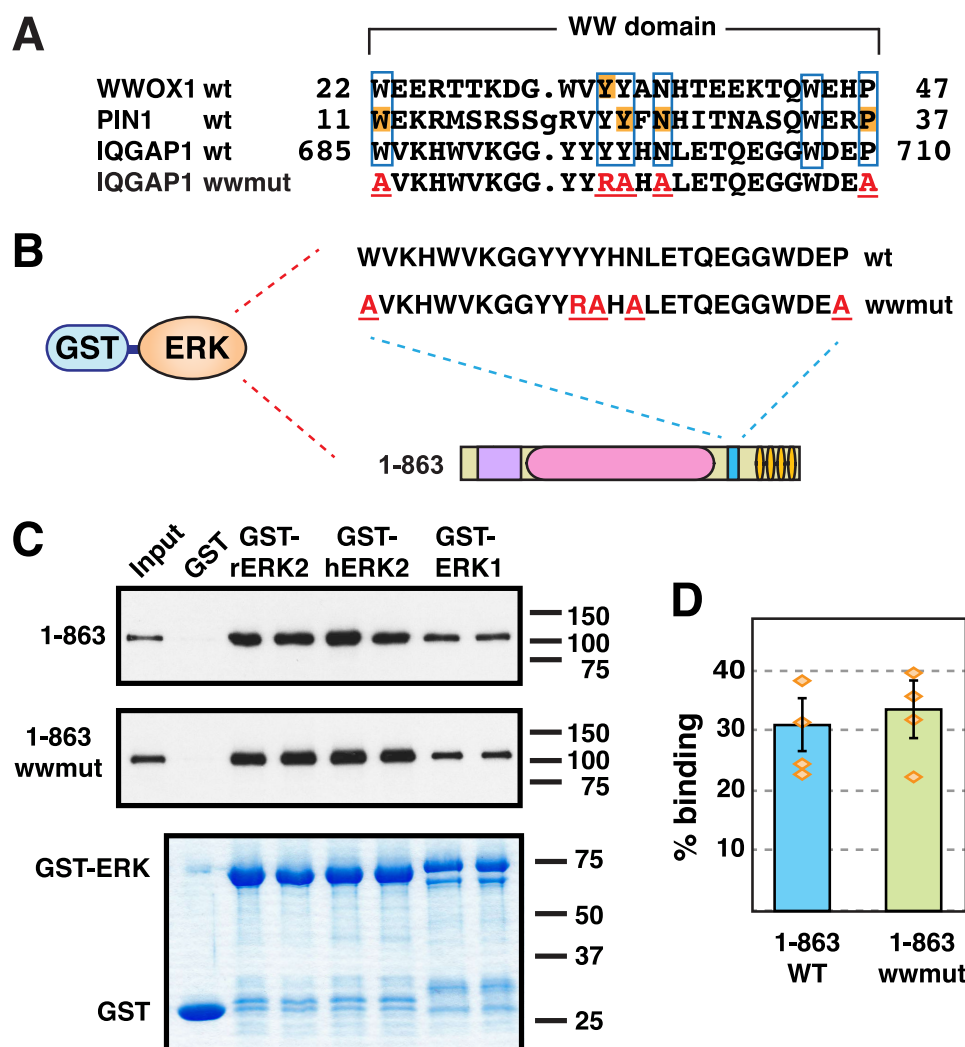 A
WW domain
WWOX1 wt 22 WEERTTKDG.WVYYANHTEEKTQWEHP 47
PIN1 wt 11 WEKRMSRSSgRVYYFNHITNASQWERP 37
IQGAP1 wt 685 WVKHWVKGG.YYYYHNLETQEGGWDEP 710
IQGAP1 wwmut AVKHWVKGG.YYRAHALETQEGGWDEA
B
WVKHWVKGGYYYYHNLETQEGGWDEP wt
AVKHWVKGGYYRAHALETQEGGWDEA wwmut
GST ERK
1-863
C
Input GST GST-rERK2 GST-hERK2 GST-ERK1
1-863
150
100
75
1-863 wwmut
150
100
75
GST-ERK
75
50
37
GST
25
D
% binding
40
30
20
10
1-863 WT
1-863 wwmut